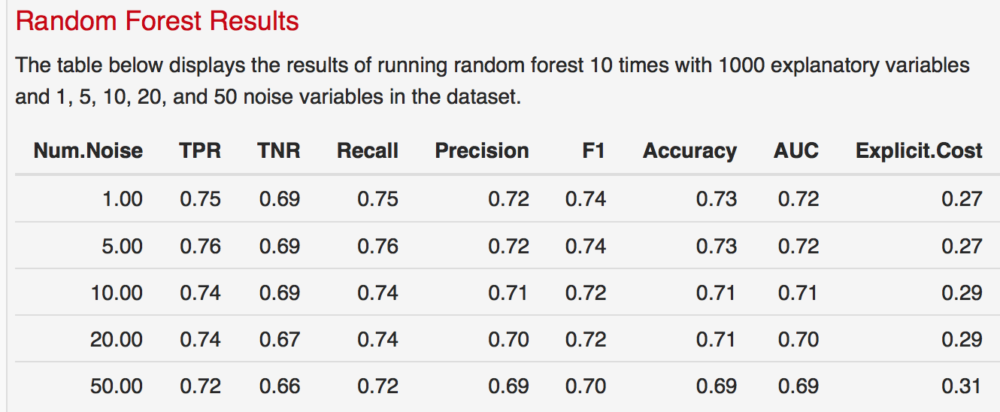 Random Forest Results
The table below displays the results of running random forest 10 times with 1000 explanatory variables
and 1, 5, 10, 20, and 50 noise variables in the dataset.
Num.Noise TPR TNR Recall Precision F1 Accuracy AUC Explicit.Cost
1.00 0.75 0.69 0.75 0.72 0.74 0.73 0.72 0.27
5.00 0.76 0.69 0.76 0.72 0.74 0.73 0.72 0.27
10.00 0.74 0.69 0.74 0.71 0.72 0.71 0.71 0.29
20.00 0.74 0.67 0.74 0.70 0.72 0.71 0.70 0.29
50.00 0.72 0.66 0.72 0.69 0.70 0.69 0.69 0.31